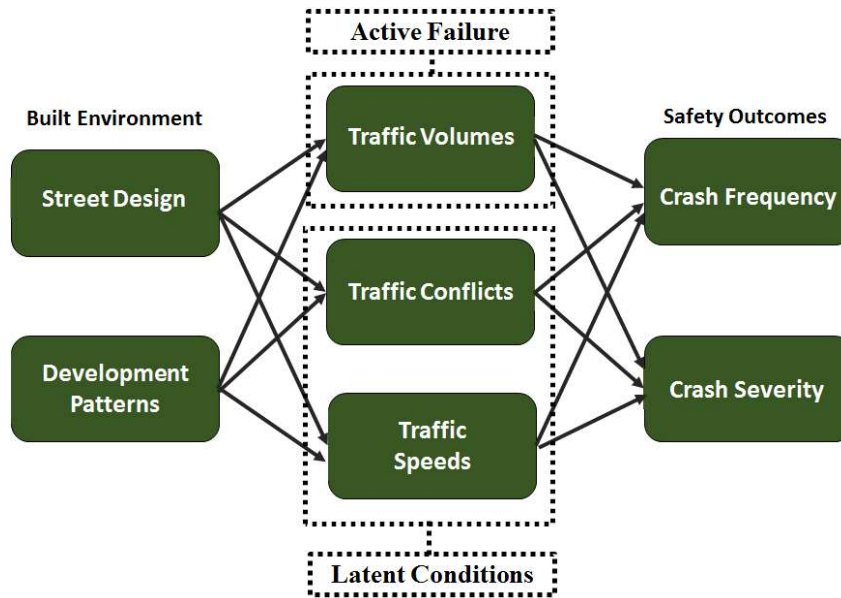 Active Failure
Built Environment
Traffic Volumes
Safety Outcomes
Street Design
Crash Frequency
Traffic Conflicts
Development
Patterns
Traffic
Speeds
Crash Severity
Latent Conditions